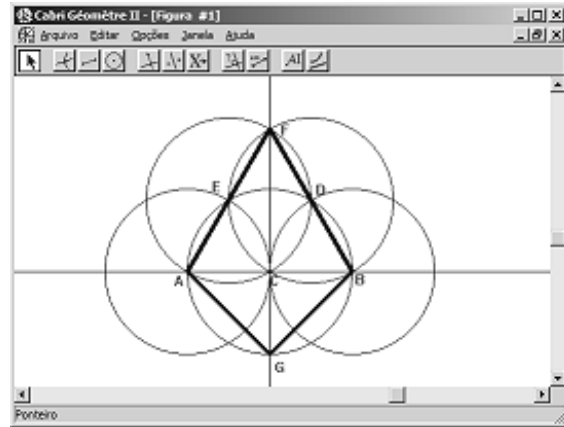 Cabri Géomètre II - [Figura #1]
Arquivo Editar Opções Janela Ajuda
A I
F
E D
A C B
G
Ponteiro